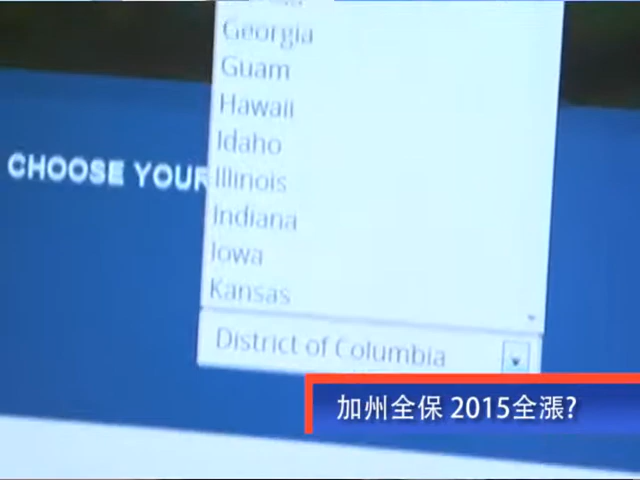 Georgia
Guam
Hawaii
Idaho
CHOOSE YOUR
Illinois
Indiana
Iowa
Kansas
District of Columbia
加州全保 2015全漲?